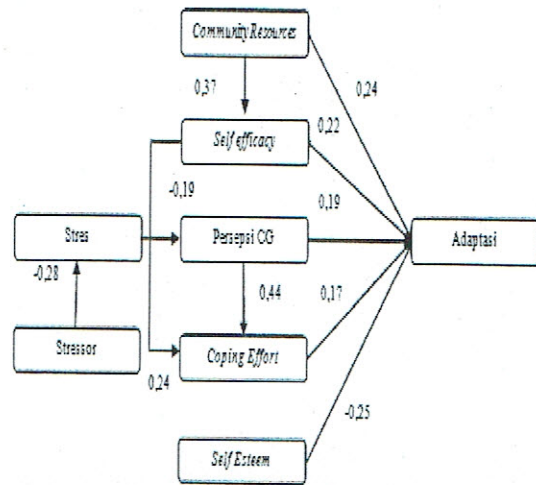 Community Resources
0,37
0,24
Self efficacy
0,22
-0,19
0,19
Stres
Persepsi CG
Adaptasi
-0,28
0,44
0,17
Stressor
Coping Effort
0,24
-0,25
Self Esteem